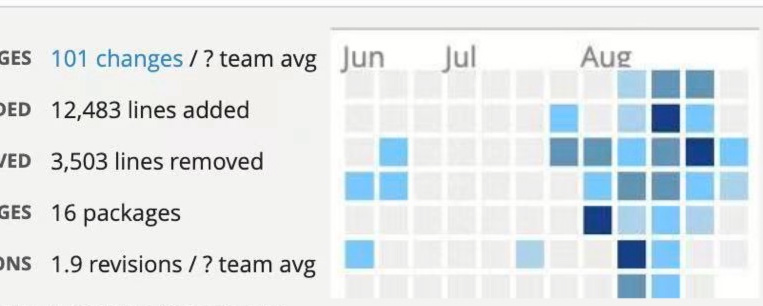 Jun Jul Aug
GES 101 changes / ? team avg
DED 12,483 lines added
VED 3,503 lines removed
GES 16 packages
ONS 1.9 revisions / ? team avg